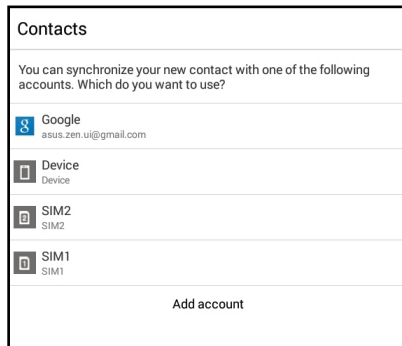 Contacts
You can synchronize your new contact with one of the following
accounts. Which do you want to use?
Google
asus.zen.ui@gmail.com
Device
Device
SIM2
SIM2
SIM1
SIM1
Add account